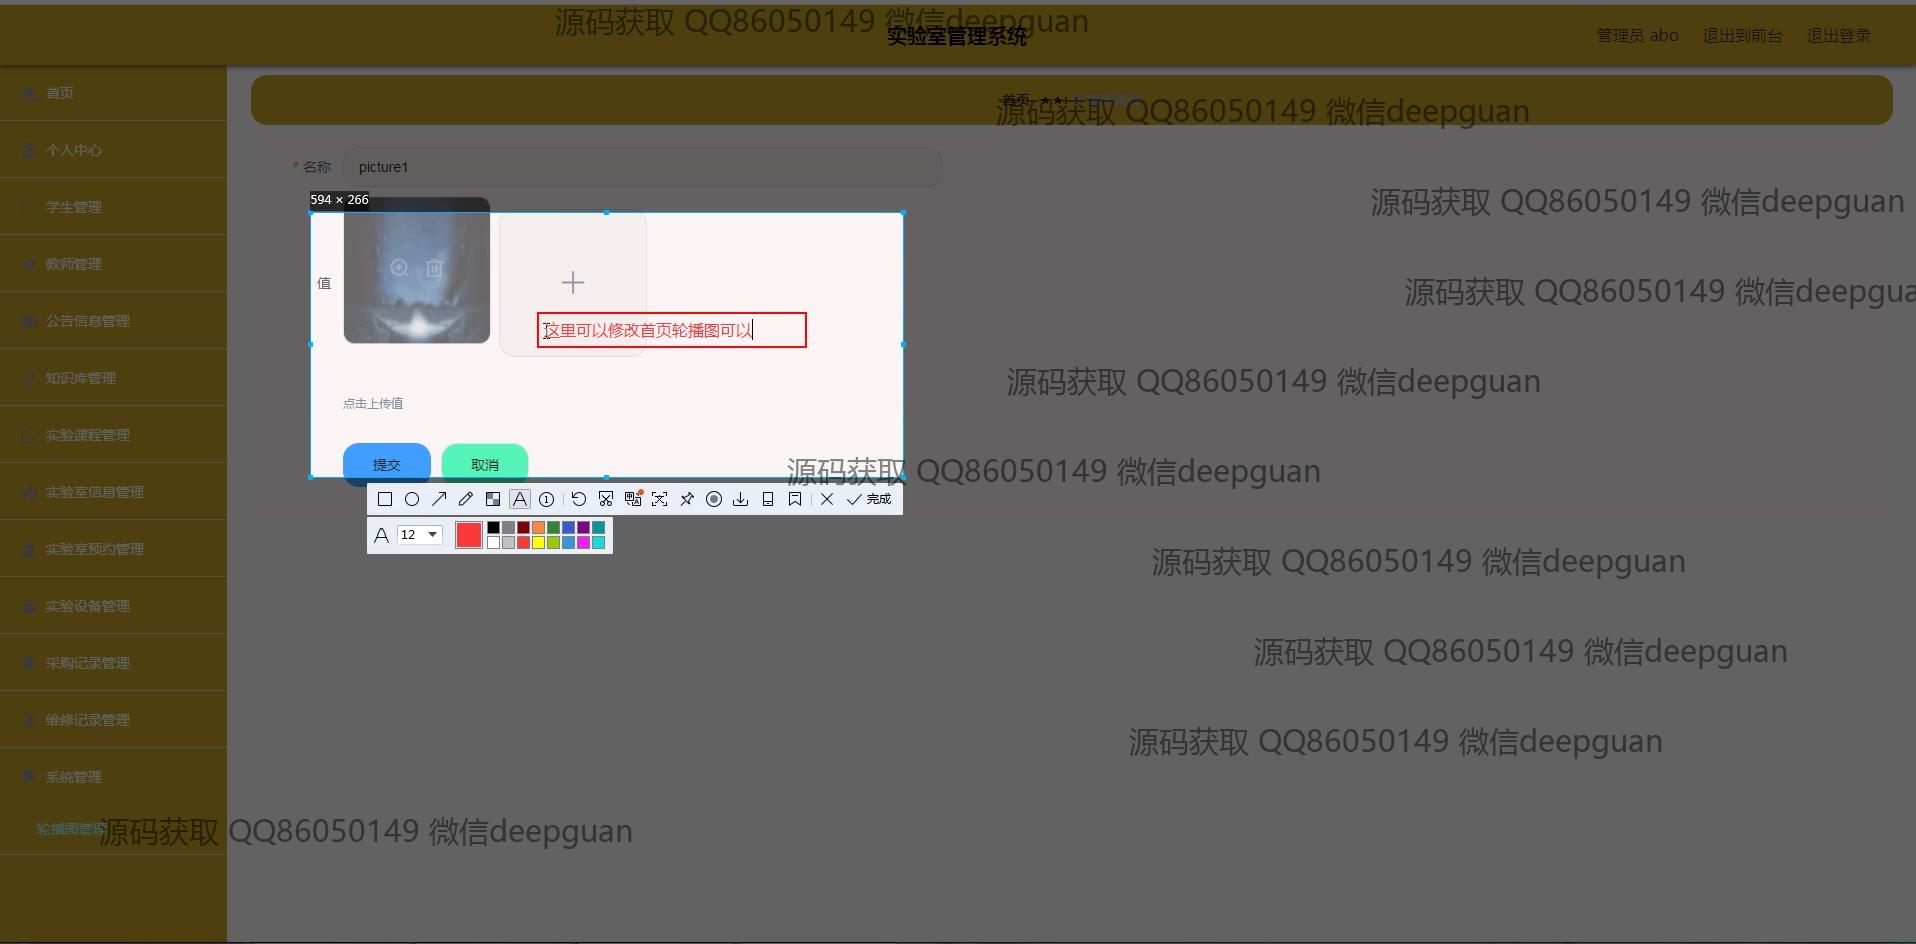 源码获取 QQ86050149 微信deepguan
实验室管理系统
管理员 abo
退出到前台
退出登录
首页
首页 ★★
源码获取 QQ86050149 微信deepguan
个人中心
* 名称
picture1
594 × 266
源码获取 QQ86050149 微信deepguan
学生管理
教师管理
值
源码获取 QQ86050149 微信deepgua
公告信息管理
这里可以修改首页轮播图可以
知识库管理
源码获取 QQ86050149 微信deepguan
点击上传值
实验课程管理
提交
取消
源码获取 QQ86050149 微信deepguan
实验室信息管理
完成
12
实验室预约管理
源码获取 QQ86050149 微信deepguan
实验设备管理
采购记录管理
源码获取 QQ86050149 微信deepguan
维修记录管理
源码获取 QQ86050149 微信deepguan
系统管理
轮播图管理
源码获取 QQ86050149 微信deepguan